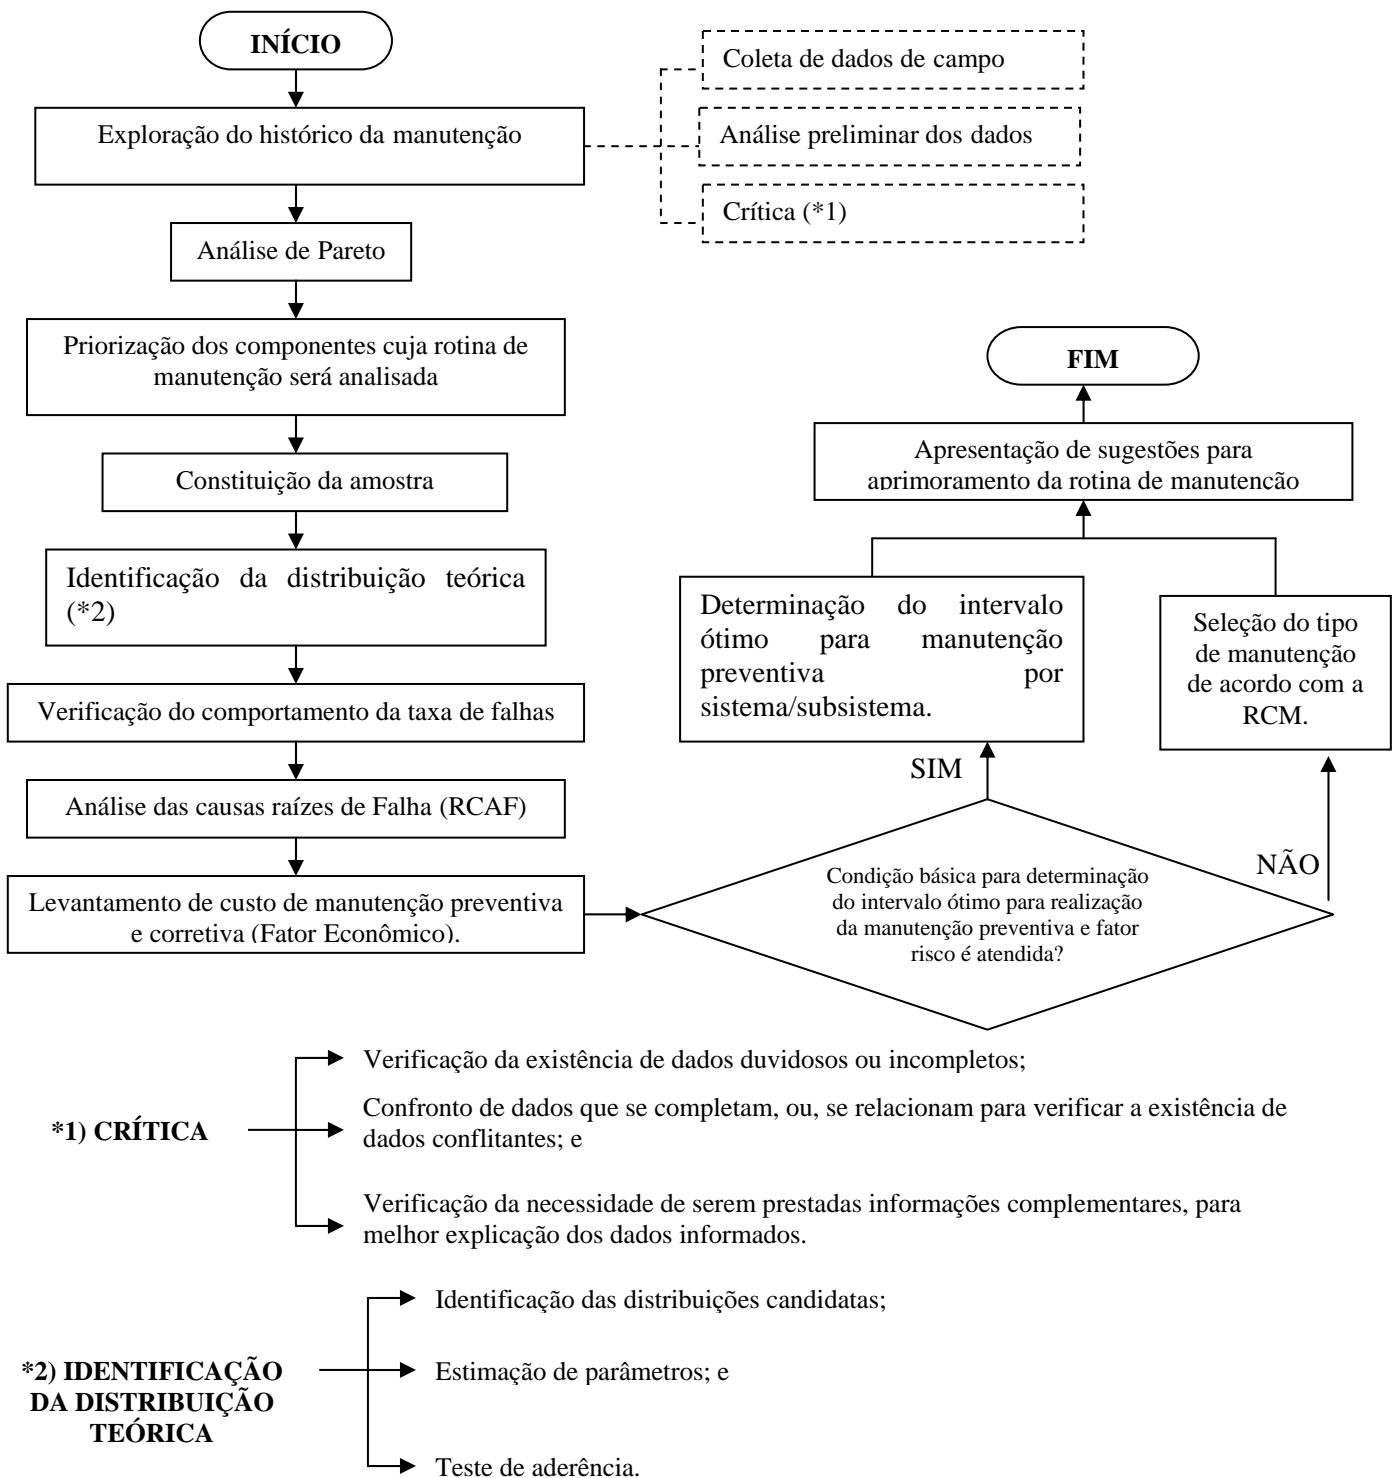 INÍCIO
Exploração do histórico da manutenção
Coleta de dados de campo
Análise preliminar dos dados
Crítica (*1)
Análise de Pareto
Priorização dos componentes cuja rotina de
manutenção será analisada
Constituição da amostra
Identificação da distribuição teórica
(*2)
Verificação do comportamento da taxa de falhas
Análise das causas raízes de Falha (RCAF)
Levantamento de custo de manutenção preventiva
e corretiva (Fator Econômico).
Condição básica para determinação
do intervalo ótimo para realização
da manutenção preventiva e fator
risco é atendida?
SIM
NÃO
Determinação do intervalo
ótimo para manutenção
preventiva por
sistema/subsistema.
Seleção do tipo
de manutenção
de acordo com a
RCM.
Apresentação de sugestões para
aprimoramento da rotina de manutenção
FIM
*1) CRÍTICA
Verificação da existência de dados duvidosos ou incompletos;
Confronto de dados que se completam, ou, se relacionam para verificar a existência de
dados conflitantes; e
Verificação da necessidade de serem prestadas informações complementares, para
melhor explicação dos dados informados.
*2) IDENTIFICAÇÃO
DA DISTRIBUIÇÃO
TEÓRICA
Identificação das distribuições candidatas;
Estimação de parâmetros; e
Teste de aderência.